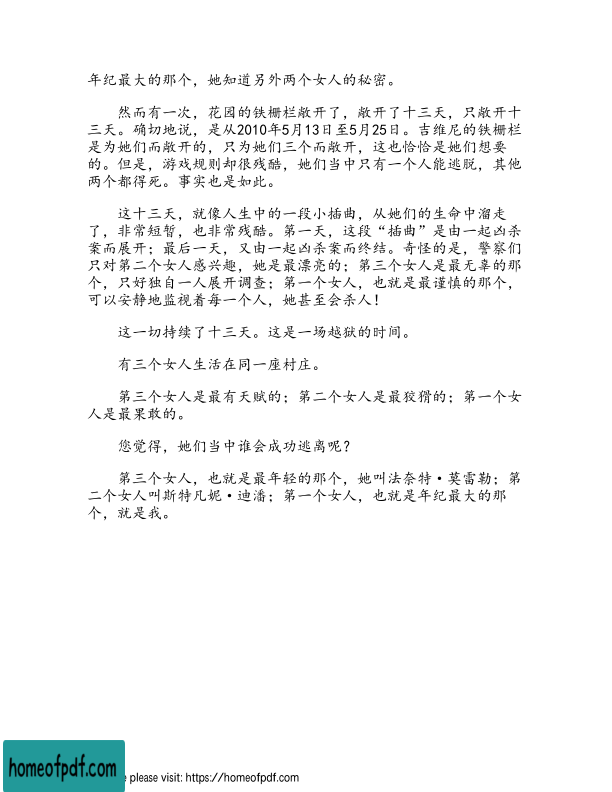 年纪最大的那个，她知道另外两个女人的秘密。
然而有一次，花园的铁栅栏敞开了，敞开了十三天，只敞开十
三天。确切地说，是从2010年5月13日至5月25日。吉维尼的铁栅栏
是为她们而敞开的，只为她们三个而敞开，这也恰恰是她们想要
的。但是，游戏规则却很残酷，她们当中只有一个人能逃脱，其他
两个都得死。事实也是如此。
这十三天，就像人生中的一段小插曲，从她们的生命中溜走
了，非常短暂，也非常残酷。第一天，这段“插曲”是由一起凶杀
案而展开；最后一天，又由一起凶杀案而终结。奇怪的是，警察们
只对第二个女人感兴趣，她是最漂亮的；第三个女人是最无辜的那
个，只好独自一人展开调查；第一个女人，也就是最谨慎的那个，
可以安静地监视着每一个人，她甚至会杀人！
这一切持续了十三天。这是一场越狱的时间。
有三个女人生活在同一座村庄。
第三个女人是最有天赋的；第二个女人是最狡猾的；第一个女
人是最果敢的。
您觉得，她们当中谁会成功逃离呢？
第三个女人，也就是最年轻的那个，她叫法奈特·莫雷勒；第
二个女人叫斯特凡妮·迪潘；第一个女人，也就是年纪最大的那
个，就是我。
homeofpdf.com
e please visit: https://homeofpdf.com